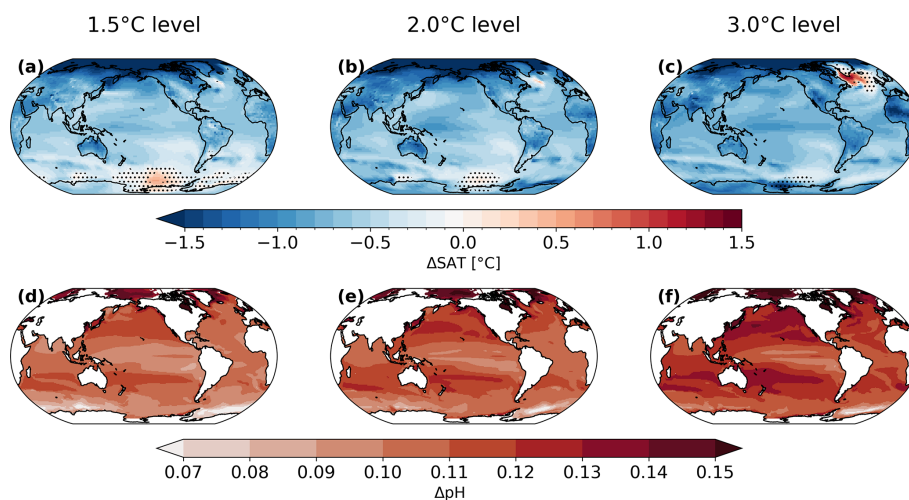 1.5°C level 2.0°C level 3.0°C level
(a) (b) (c)
−1.5 −1.0 −0.5 0.0 0.5 1.0 1.5
ΔSAT [°C]
(d) (e) (f)
0.07 0.08 0.09 0.10 0.11 0.12 0.13 0.14 0.15
ΔpH